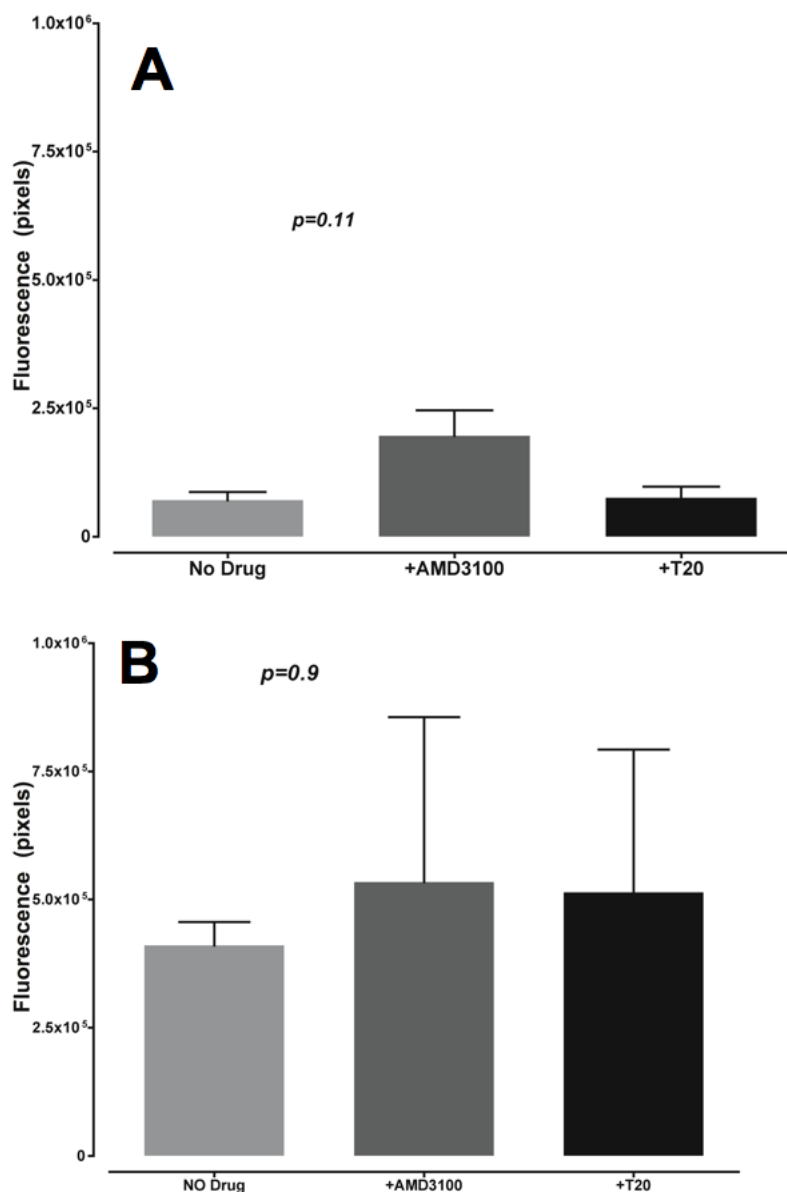 A
1.0x10⁶
7.5x10⁵
5.0x10⁵
2.5x10⁵
0
Fluorescence (pixels)
p=0.11
No Drug +AMD3100 +T20
B
1.0x10⁶
7.5x10⁵
5.0x10⁵
2.5x10⁵
0
Fluorescence (pixels)
p=0.9
NO Drug +AMD3100 +T20